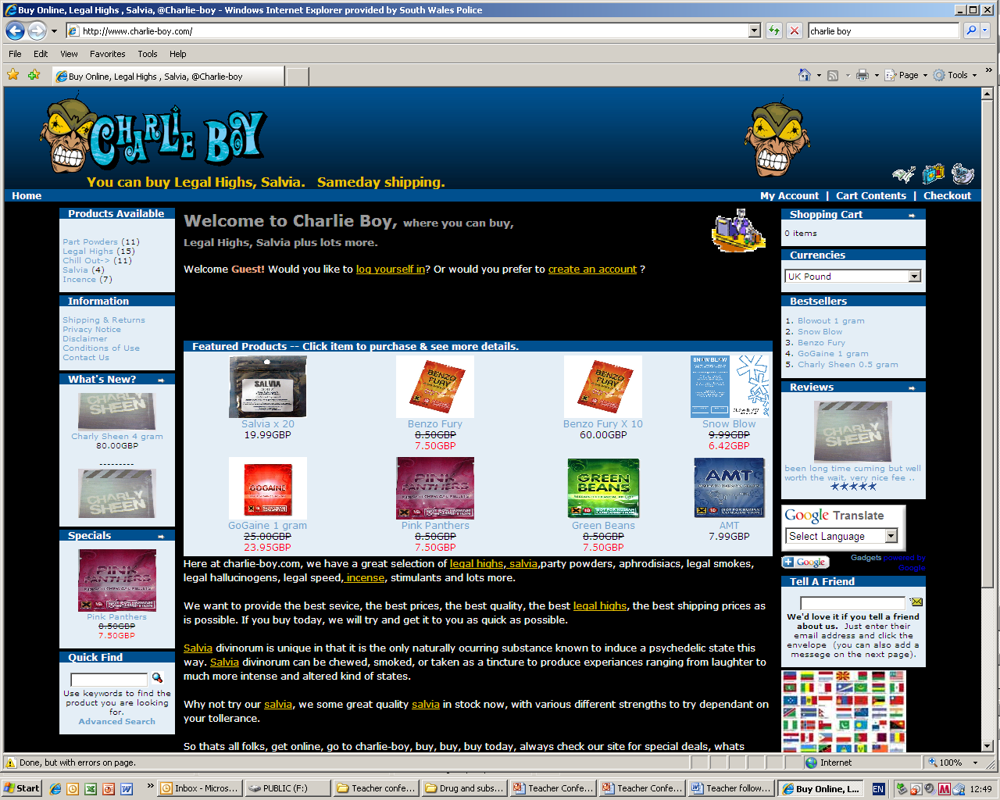 Buy Online, Legal Highs , Salvia, @Charlie-boy - Windows Internet Explorer provided by South Wales Police
http://www.charlie-boy.com/
charlie boy
File Edit View Favorites Tools Help
Buy Online, Legal Highs , Salvia, @Charlie-boy
Page Tools
CHARLIE BOY
You can buy Legal Highs, Salvia. Sameday shipping.
Home
My Account | Cart Contents | Checkout
Products Available
Part Powders (11)
Legal Highs (15)
Chill Out-> (11)
Salvia (4)
Incence (7)
Information
Shipping & Returns
Privacy Notice
Disclaimer
Conditions of Use
Contact Us
What's New?
CHARLY SHEEN
Charly Sheen 4 gram
80.00GBP
---------
CHARLY SHEEN
Specials
PINK PANTHERS
Pink Panthers
8.50GBP
7.50GBP
Quick Find
Use keywords to find the
product you are looking
for.
Advanced Search
Welcome to Charlie Boy, where you can buy,
Legal Highs, Salvia plus lots more.
Welcome Guest! Would you like to log yourself in? Or would you prefer to create an account ?
Featured Products -- Click item to purchase & see more details.
SALVIA
BENZO FURY
BENZO FURY
SNOW BLOW
Salvia x 20
19.99GBP
Benzo Fury
8.50GBP
7.50GBP
Benzo Fury X 10
60.00GBP
Snow Blow
9.99GBP
6.42GBP
GOGAINE
PINK PANTHERS
GREEN BEANS
NOT FOR HUMAN CONSUMPTION
AMT
NOT FOR HUMAN CONSUMPTION
GoGaine 1 gram
25.00GBP
23.95GBP
Pink Panthers
8.50GBP
7.50GBP
Green Beans
8.50GBP
7.50GBP
AMT
7.99GBP
Here at charlie-boy.com, we have a great selection of legal highs, salvia,party powders, aphrodisiacs, legal smokes,
legal hallucinogens, legal speed, incense, stimulants and lots more.
We want to provide the best sevice, the best prices, the best quality, the best legal highs, the best shipping prices as
is possible. If you buy today, we will try and get it to you as quick as possible.
Salvia divinorum is unique in that it is the only naturally ocurring substance known to induce a psychedelic state this
way. Salvia divinorum can be chewed, smoked, or taken as a tincture to produce experiances ranging from laughter to
much more intense and altered kind of states.
Why not try our salvia, we some great quality salvia in stock now, with various different strengths to try dependant on
your tollerance.
So thats all folks, get online, go to charlie-boy, buy, buy, buy today, always check our site for special deals, whats
Shopping Cart
0 items
Currencies
UK Pound
Bestsellers
1. Blowout 1 gram
2. Snow Blow
3. Benzo Fury
4. GoGaine 1 gram
5. Charly Sheen 0.5 gram
Reviews
CHARLY SHEEN
been long time cuming but well
worth the wait, very nice fee ..
Google Translate
Select Language
Google
Gadgets powered by
Google
Tell A Friend
We'd love it if you tell a friend
about us. Just enter their
email address and click the
envelope (you can also add a
messege on the next page).
Done, but with errors on page.
Internet
100%
Start
Inbox - Micros...
PUBLIC (F:)
Teacher confe...
Drug and subs...
Teacher Confe...
Teacher Confe...
Teacher follow...
Buy Online, L...
EN
12:49